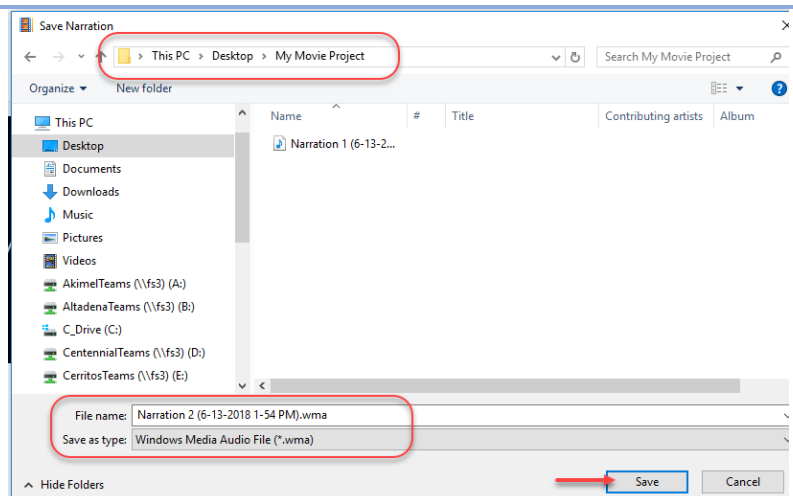 Save Narration
This PC > Desktop > My Movie Project
Search My Movie Project
Organize
New folder
Name # Title Contributing artists Album
This PC
Desktop
Documents
Downloads
Music
Pictures
Videos
AkimelTeams (\\fs3) (A:)
AltadenaTeams (\\fs3) (B:)
C_Drive (C:)
CentennialTeams (\\fs3) (D:)
CerritosTeams (\\fs3) (E:)
Narration 1 (6-13-2...
File name: Narration 2 (6-13-2018 1-54 PM).wma
Save as type: Windows Media Audio File (*.wma)
Hide Folders
Save
Cancel